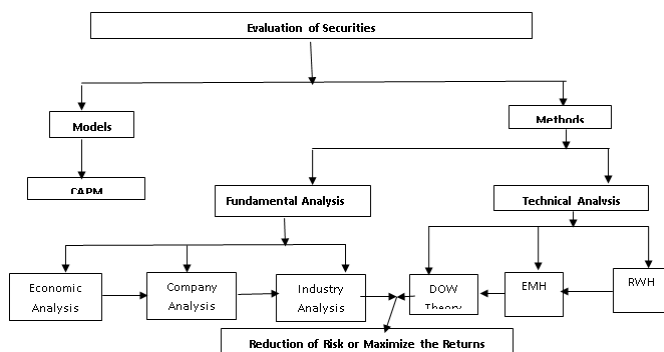 Evaluation of Securities
Models
Methods
CAPM
Fundamental Analysis
Technical Analysis
Economic
Analysis
Company
Analysis
Industry
Analysis
DOW
Theory
EMH
RWH
Reduction of Risk or Maximize the Returns